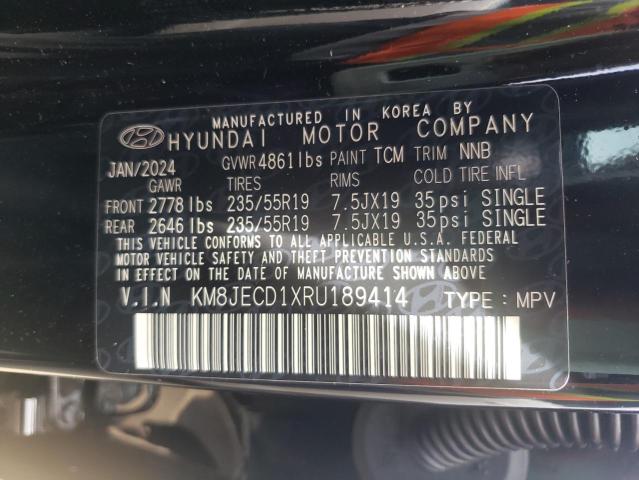 MANUFACTURED IN KOREA BY
HYUNDAI MOTOR COMPANY
JAN/2024 GVWR 4861lbs PAINT TCM TRIM NNB
GAWR TIRES RIMS COLD TIRE INFL
FRONT 2778 lbs 235/55R19 7.5JX19 35psi SINGLE
REAR 2646 lbs 235/55R19 7.5JX19 35psi SINGLE
THIS VEHICLE CONFORMS TO ALL APPLICABLE U.S.A. FEDERAL
MOTOR VEHICLE SAFETY AND THEFT PREVENTION STANDARDS
IN EFFECT ON THE DATE OF MANUFACTURE SHOWN ABOVE.
V.I.N KM8JECD1XRU189414 TYPE : MPV